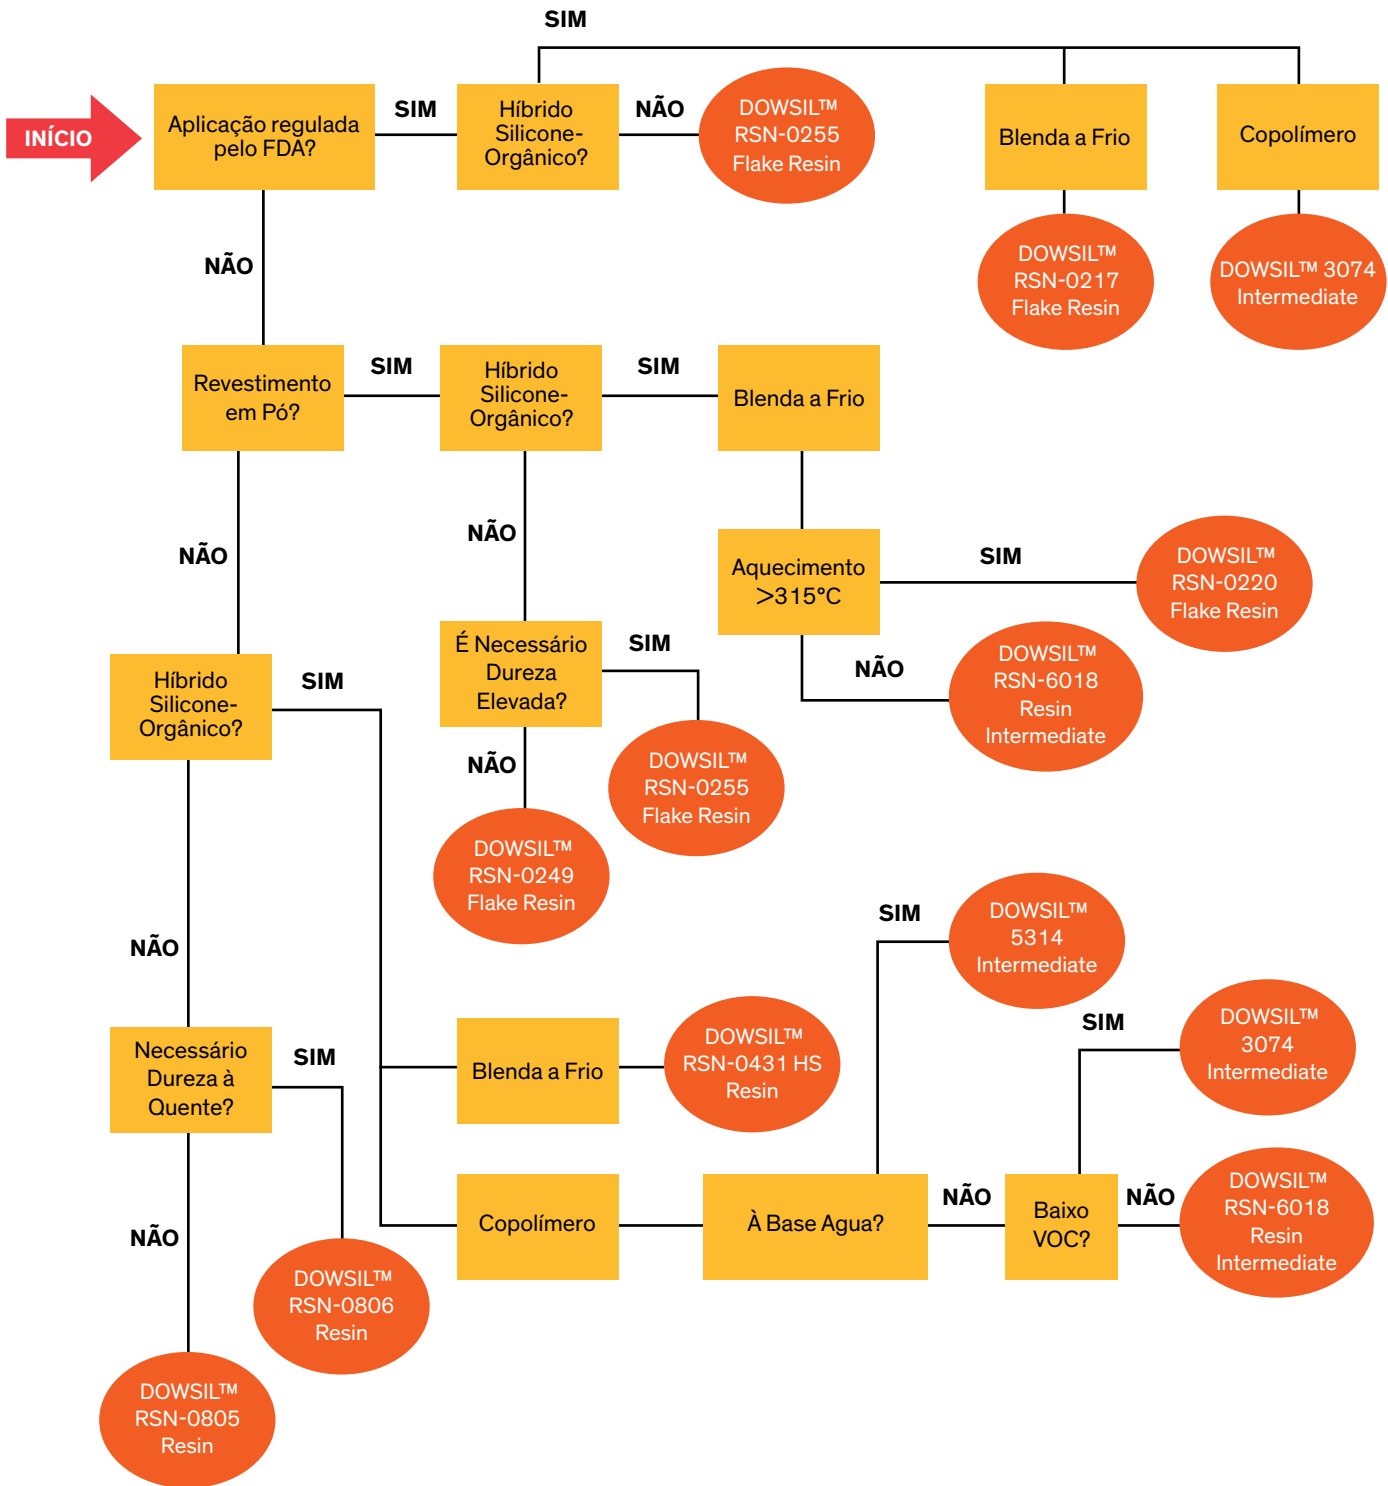 SIM
INÍCIO
Aplicação regulada
pelo FDA?
SIM
Híbrido
Silicone-
Orgânico?
NÃO
DOWSIL™
RSN-0255
Flake Resin
Blenda a Frio
Copolímero
NÃO
DOWSIL™
RSN-0217
Flake Resin
DOWSIL™ 3074
Intermediate
Revestimento
em Pó?
SIM
Híbrido
Silicone-
Orgânico?
SIM
Blenda a Frio
NÃO
NÃO
Aquecimento
>315°C
SIM
DOWSIL™
RSN-0220
Flake Resin
É Necessário
Dureza
Elevada?
SIM
NÃO
DOWSIL™
RSN-6018
Resin
Intermediate
Híbrido
Silicone-
Orgânico?
SIM
NÃO
DOWSIL™
RSN-0255
Flake Resin
DOWSIL™
RSN-0249
Flake Resin
NÃO
SIM
DOWSIL™
5314
Intermediate
Necessário
Dureza à
Quente?
SIM
Blenda a Frio
DOWSIL™
RSN-0431 HS
Resin
SIM
DOWSIL™
3074
Intermediate
Copolímero
À Base Agua?
NÃO
Baixo
VOC?
NÃO
DOWSIL™
RSN-6018
Resin
Intermediate
NÃO
DOWSIL™
RSN-0806
Resin
DOWSIL™
RSN-0805
Resin